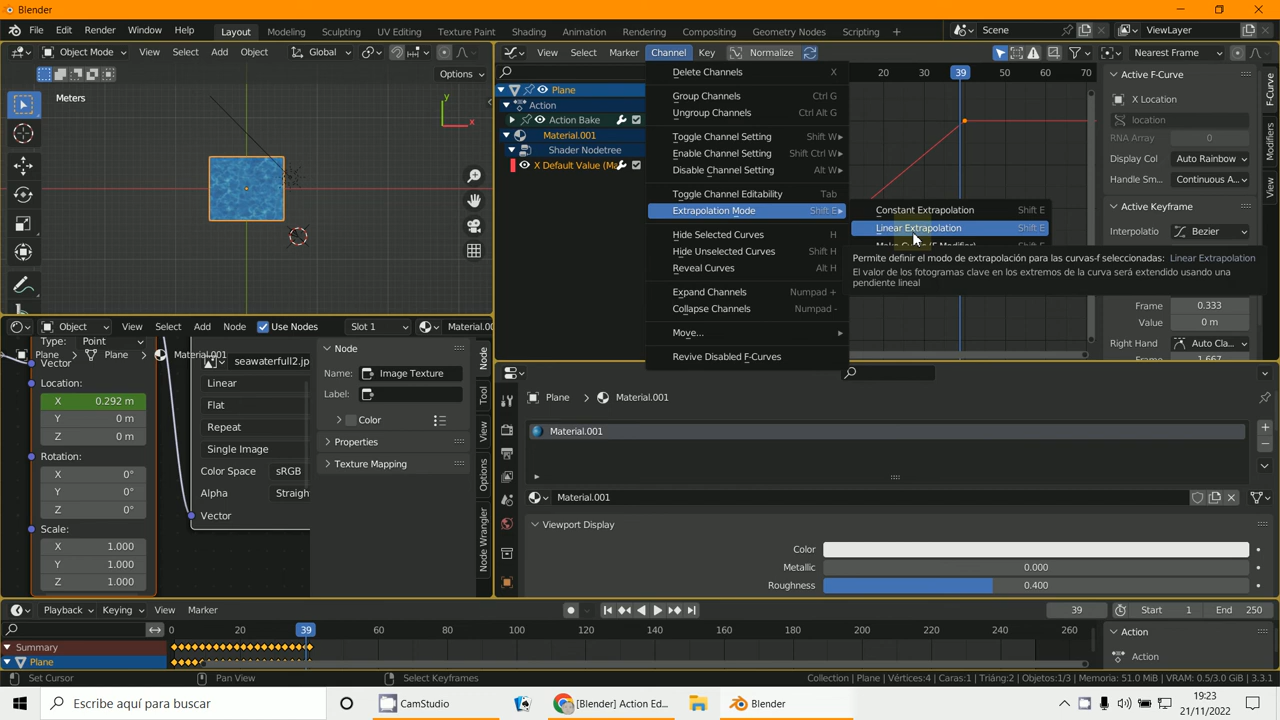 Blender
File Edit Render Window Help Layout Modeling Sculpting UV Editing Texture Paint Shading Animation Rendering Compositing Geometry Nodes Scripting + Scene ViewLayer
Object Mode View Select Add Object Global
View Select Marker Channel Key Normalize Nearest Frame
Options
Meters
y
x
Plane
Action
Action Bake
Material.001
Shader Nodetree
X Default Value (Ma
Delete Channels X
Group Channels Ctrl G
Ungroup Channels Ctrl Alt G
Toggle Channel Setting Shift W
Enable Channel Setting Shift Ctrl W
Disable Channel Setting Alt W
Toggle Channel Editability Tab
Extrapolation Mode Shift E
Hide Selected Curves H
Hide Unselected Curves Shift H
Reveal Curves Alt H
Expand Channels Numpad +
Collapse Channels Numpad -
Move...
Revive Disabled F-Curves
Constant Extrapolation Shift E
Linear Extrapolation Shift E
Permite definir el modo de extrapolación para las curvas-f seleccionadas: Linear Extrapolation
El valor de los fotogramas clave en los extremos de la curva será extendido usando una
pendiente lineal
20 30 39 50 60 70
Active F-Curve
X Location
location
RNA Array 0
Display Col Auto Rainbow
Handle Sm... Continuous A...
Active Keyframe
Interpolatio Bezier
Frame 0.333
Value 0 m
Right Hand Auto Cla...
Frame 1.667
F-Curve
Modifiers
View
Object View Select Add Node Use Nodes Slot 1 Material.00
Type: Point
Plane Plane Material.001
Vector
Location:
X 0.292 m
Y 0 m
Z 0 m
Rotation:
X 0°
Y 0°
Z 0°
Scale:
X 1.000
Y 1.000
Z 1.000
seawaterfull2.jp
Linear
Flat
Repeat
Single Image
Color Space sRGB
Alpha Straigh
Vector
Node
Name: Image Texture
Label:
Color
Properties
Texture Mapping
Node
Tool
View
Options
Node Wrangler
Plane Material.001
Material.001
Material.001
Viewport Display
Color
Metallic 0.000
Roughness 0.400
Playback Keying View Marker 39 Start 1 End 250
0 20 39 60 80 100 120 140 160 180 200 220 240 260
Summary
Plane
Action
Action
Set Cursor Pan View Select Keyframes Collection | Plane | Vértices:4 | Caras:1 | Triáng:2 | Objetos:1/3 | Memoria: 51.0 MiB | VRAM: 0.5/3.0 GiB | 3.3.1
Escribe aquí para buscar CamStudio [Blender] Action Ed... Blender 19:23
21/11/2022